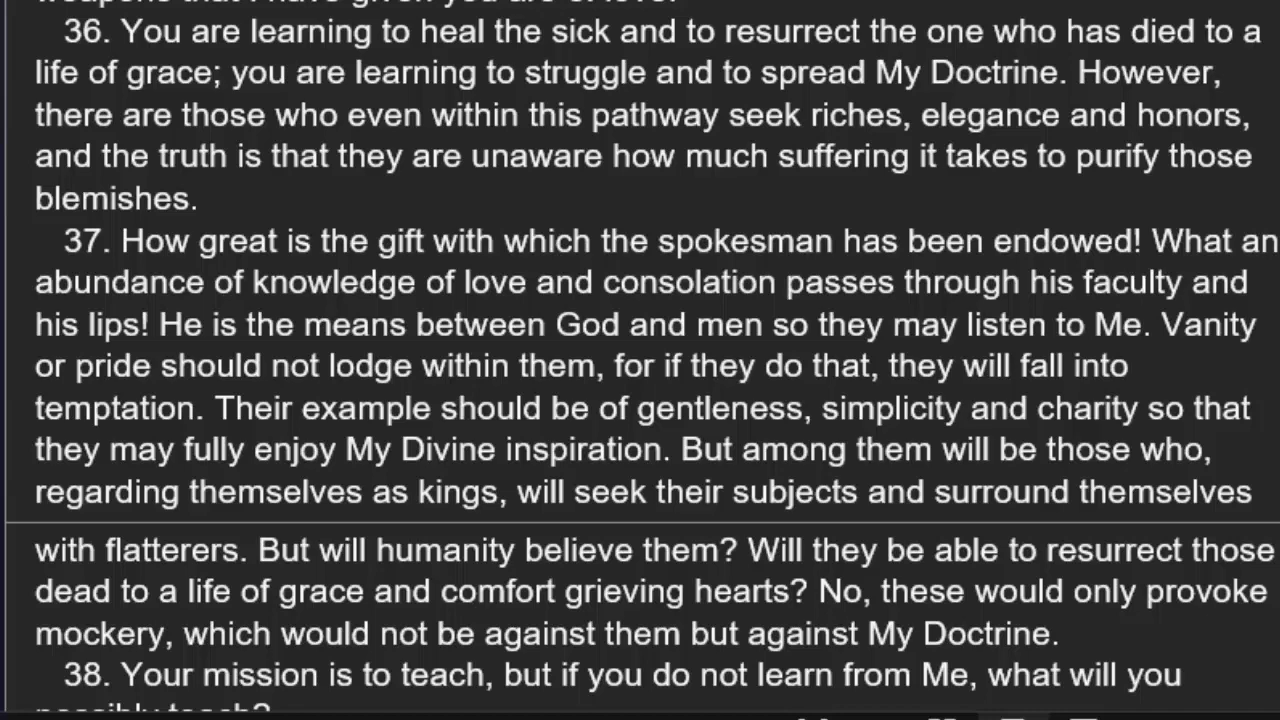 weapons that I have given you are of love.
36. You are learning to heal the sick and to resurrect the one who has died to a
life of grace; you are learning to struggle and to spread My Doctrine. However,
there are those who even within this pathway seek riches, elegance and honors,
and the truth is that they are unaware how much suffering it takes to purify those
blemishes.
37. How great is the gift with which the spokesman has been endowed! What an
abundance of knowledge of love and consolation passes through his faculty and
his lips! He is the means between God and men so they may listen to Me. Vanity
or pride should not lodge within them, for if they do that, they will fall into
temptation. Their example should be of gentleness, simplicity and charity so that
they may fully enjoy My Divine inspiration. But among them will be those who,
regarding themselves as kings, will seek their subjects and surround themselves
with flatterers. But will humanity believe them? Will they be able to resurrect those
dead to a life of grace and comfort grieving hearts? No, these would only provoke
mockery, which would not be against them but against My Doctrine.
38. Your mission is to teach, but if you do not learn from Me, what will you
possibly teach?